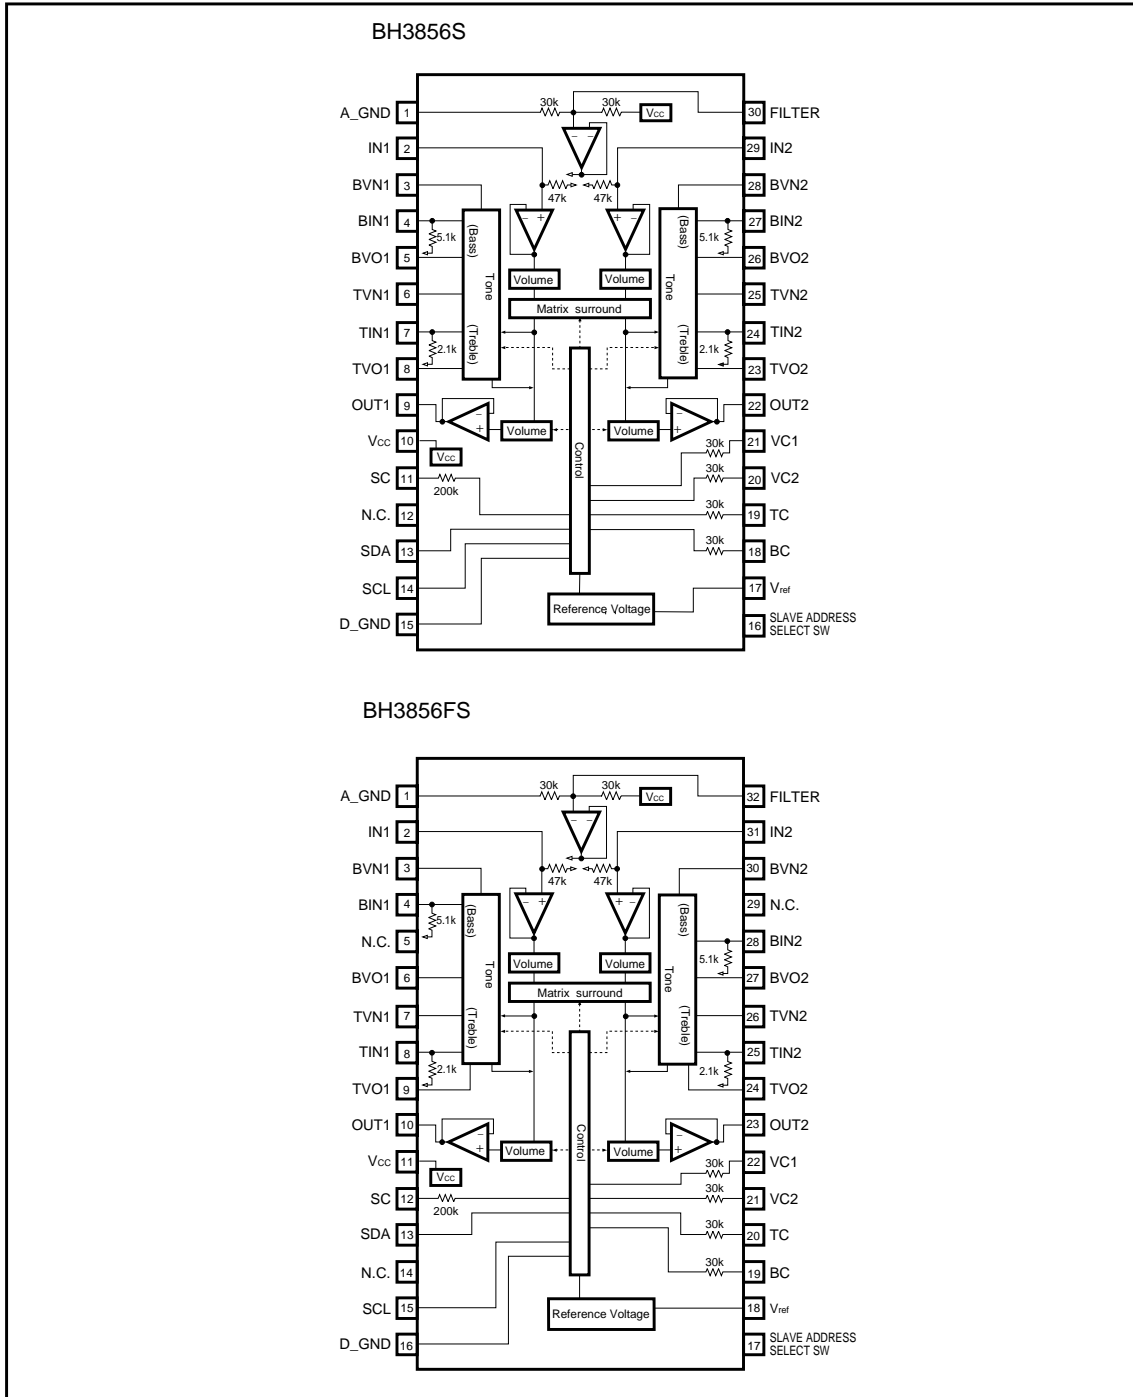 BH3856S
A_GND 1 30k 30k Vcc 30 FILTER
IN1 2 29 IN2
47k 47k
BVN1 3 28 BVN2
BIN1 4 5.1k (Bass) Tone (Treble) − + + − (Bass) Tone (Treble) 5.1k 27 BIN2
BVO1 5 26 BVO2
Volume Volume
TVN1 6 25 TVN2
Matrix surround
TIN1 7 2.1k 2.1k 24 TIN2
TVO1 8 23 TVO2
OUT1 9 − + Volume Control Volume − + 22 OUT2
Vcc 10 Vcc 30k 21 VC1
SC 11 200k 30k 20 VC2
N.C. 12 30k 19 TC
SDA 13 30k 18 BC
SCL 14 17 Vref
Reference Voltage
D_GND 15 16 SLAVE ADDRESS
SELECT SW
BH3856FS
A_GND 1 30k 30k Vcc 32 FILTER
IN1 2 31 IN2
47k 47k
BVN1 3 30 BVN2
BIN1 4 5.1k (Bass) Tone (Treble) − + + − (Bass) Tone (Treble) 29 N.C.
N.C. 5 5.1k 28 BIN2
Volume Volume
BVO1 6 27 BVO2
Matrix surround
TVN1 7 26 TVN2
TIN1 8 2.1k 2.1k 25 TIN2
TVO1 9 24 TVO2
OUT1 10 − + Volume Control Volume − + 23 OUT2
Vcc 11 Vcc 30k 22 VC1
SC 12 200k 30k 21 VC2
SDA 13 30k 20 TC
N.C. 14 30k 19 BC
SCL 15 Reference Voltage 18 Vref
D_GND 16 17 SLAVE ADDRESS
SELECT SW